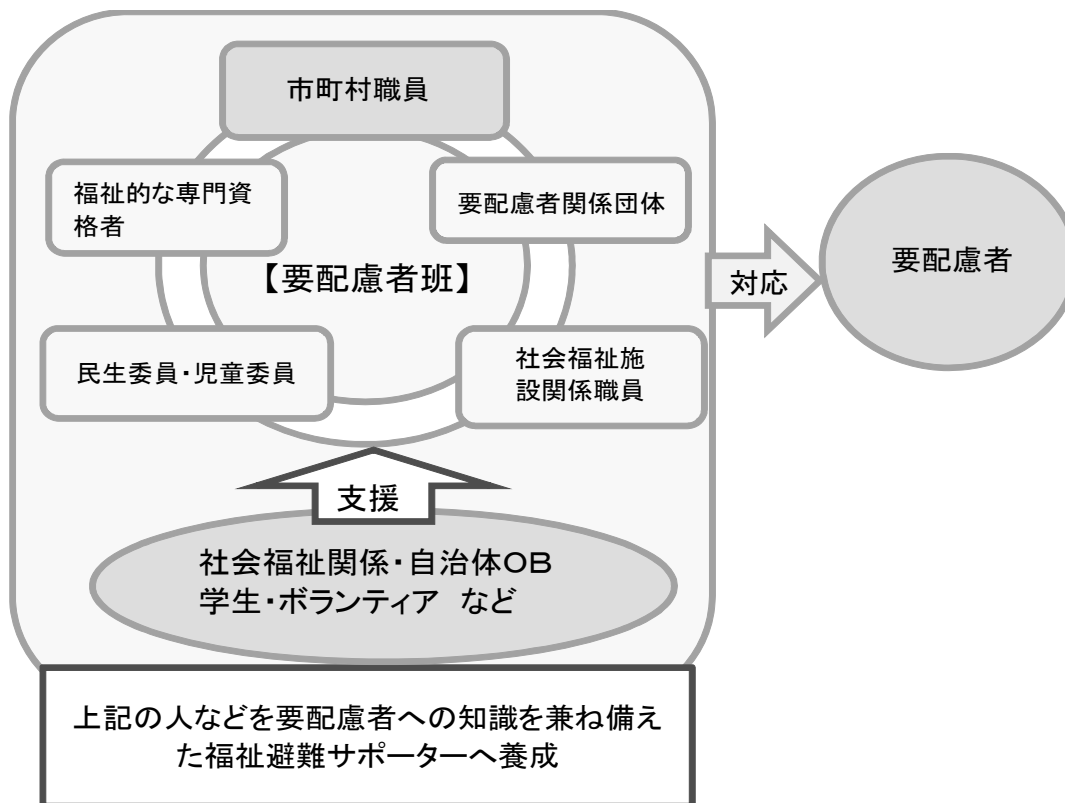 市町村職員
福祉的な専門資
格者
要配慮者関係団体
【要配慮者班】
民生委員・児童委員
社会福祉施
設関係職員
対応
要配慮者
支援
社会福祉関係・自治体OB
学生・ボランティア など
上記の人などを要配慮者への知識を兼ね備え
た福祉避難サポーターへ養成